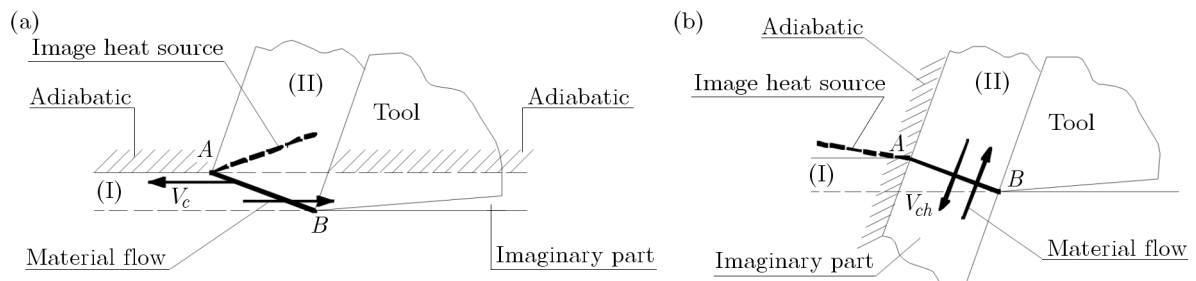 (a)
Image heat source
Adiabatic
(II)
Tool
Adiabatic
A
(I)
V_c
B
Material flow
Imaginary part
(b)
Adiabatic
Image heat source
(II)
Tool
A
(I)
B
V_ch
Imaginary part
Material flow